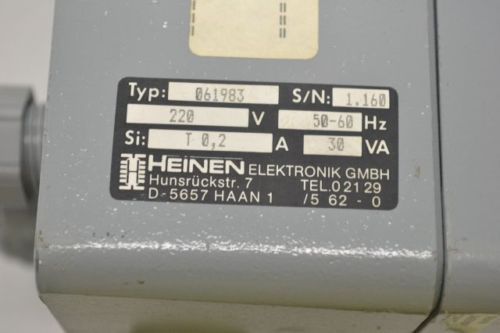 Typ: 061983 S/N: 1.160
220 V 50-60 Hz
Si: T 0,2 A 30 VA
HEINEN ELEKTRONIK GMBH
Hunsrückstr. 7 TEL. 0 21 29
D-5657 HAAN 1 /5 62-0